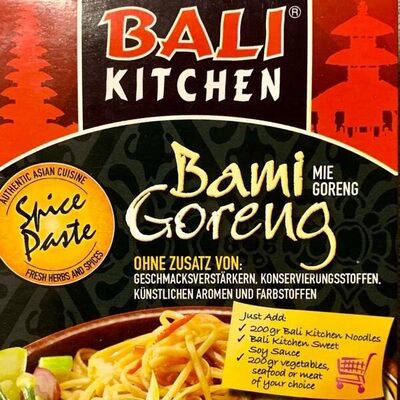 BALI®
KITCHEN
AUTHENTIC ASIAN CUISINE
Spice
Paste
FRESH HERBS AND SPICES
Bami
Goreng
MIE
GORENG
OHNE ZUSATZ VON:
GESCHMACKSVERSTÄRKERN, KONSERVIERUNGSSTOFFEN,
KÜNSTLICHEN AROMEN UND FARBSTOFFEN
Just Add:
✓ 200gr Bali Kitchen Noodles
✓ Bali Kitchen Sweet
Soy Sauce
✓ 200gr vegetables,
seafood or meat
of your choice